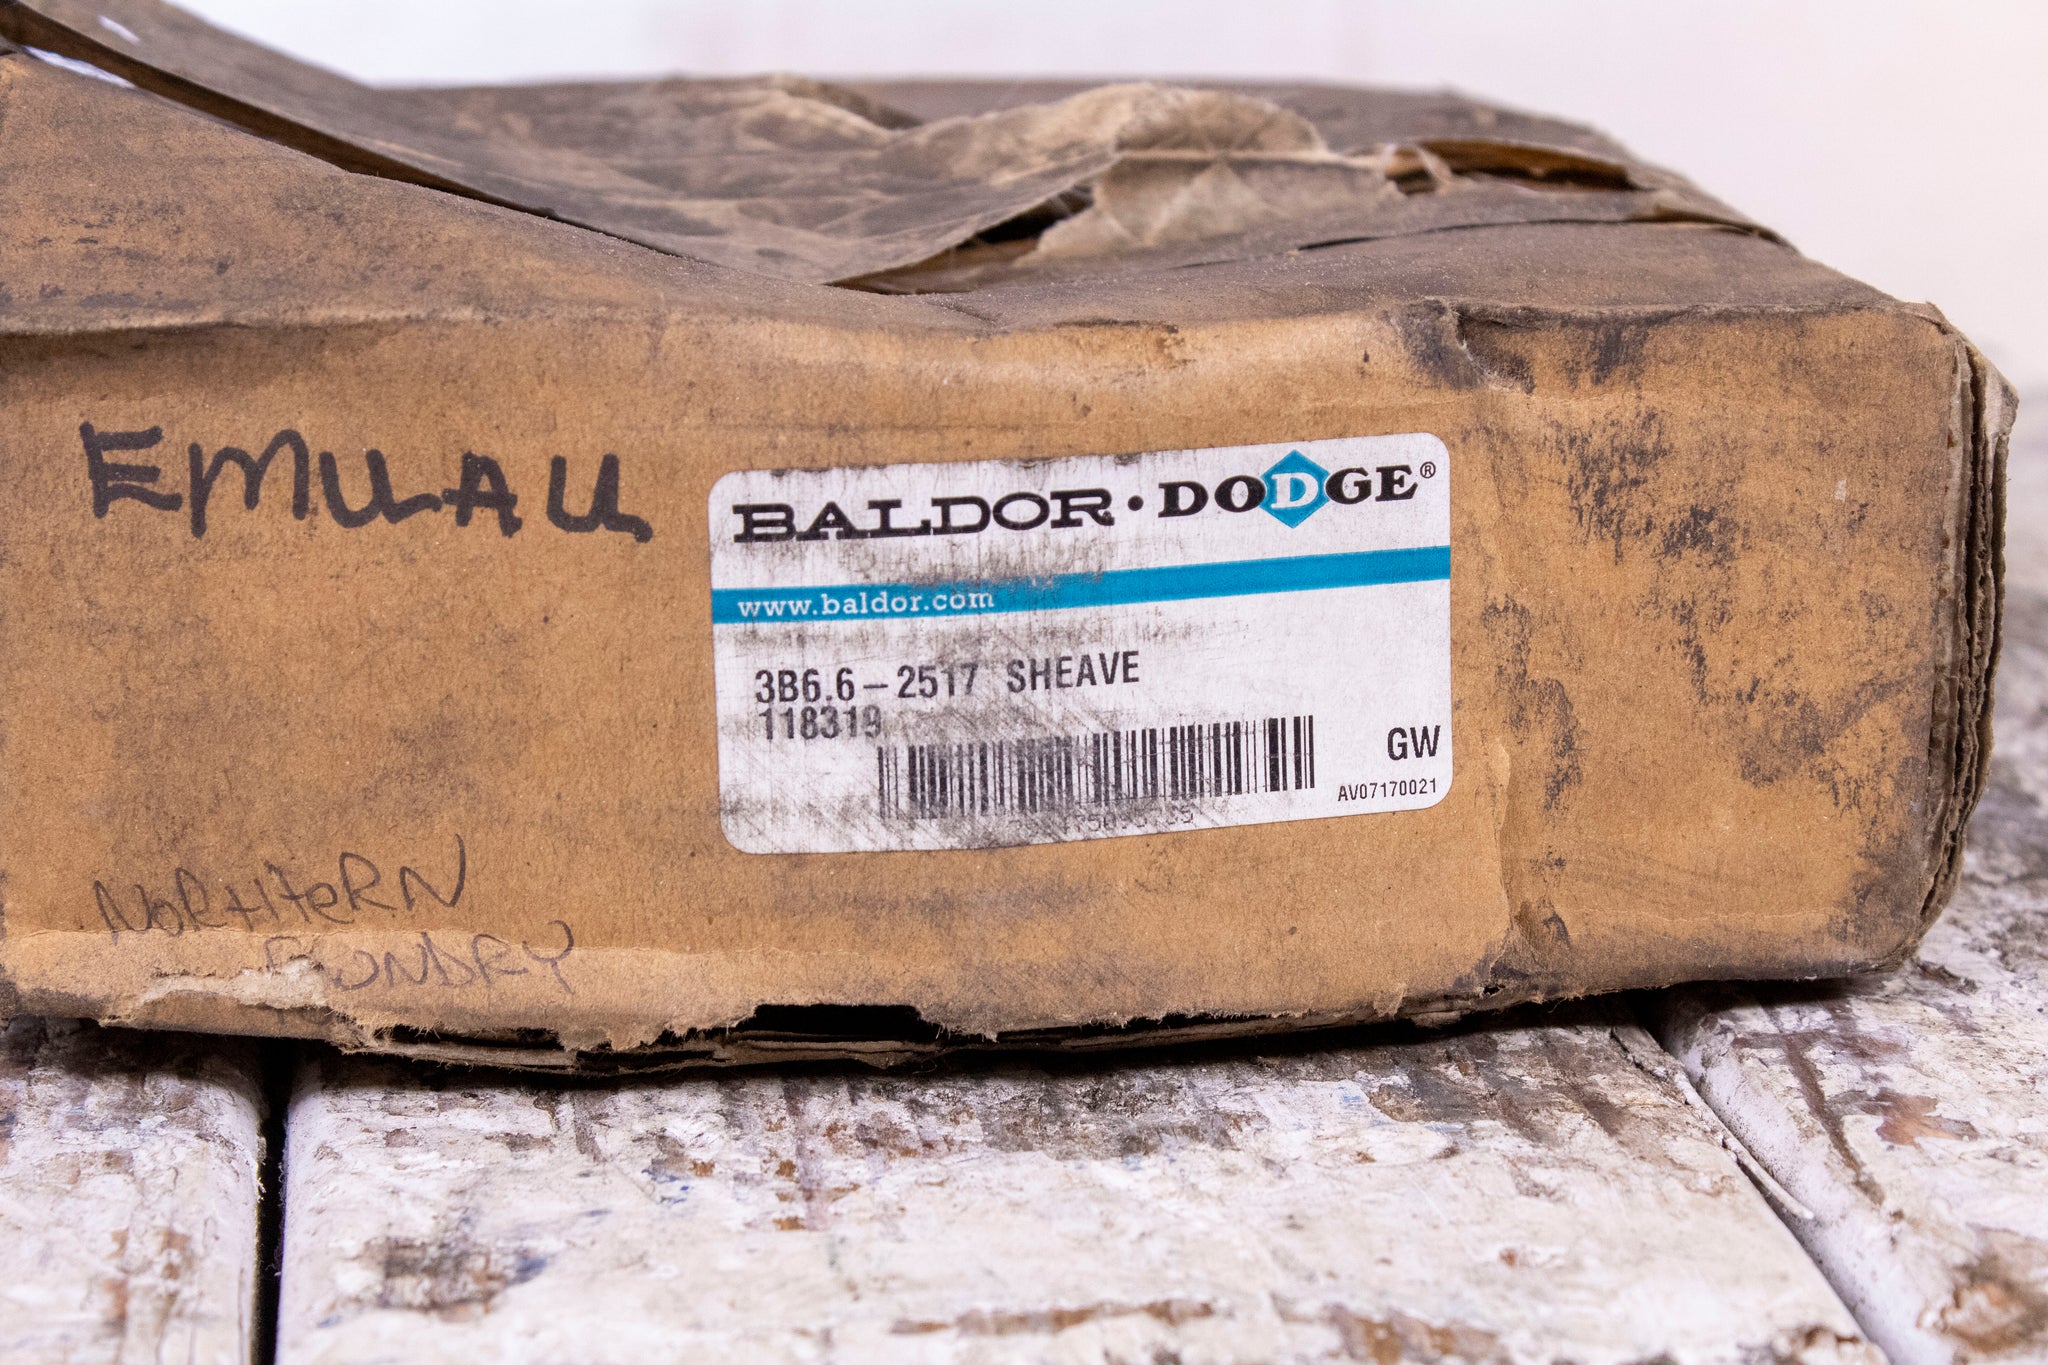 EMULAU
BALDOR · DODGE®
www.baldor.com
3B6.6-2517 SHEAVE
118319
GW
AV07170021
NORTHERN
FOUNDRY